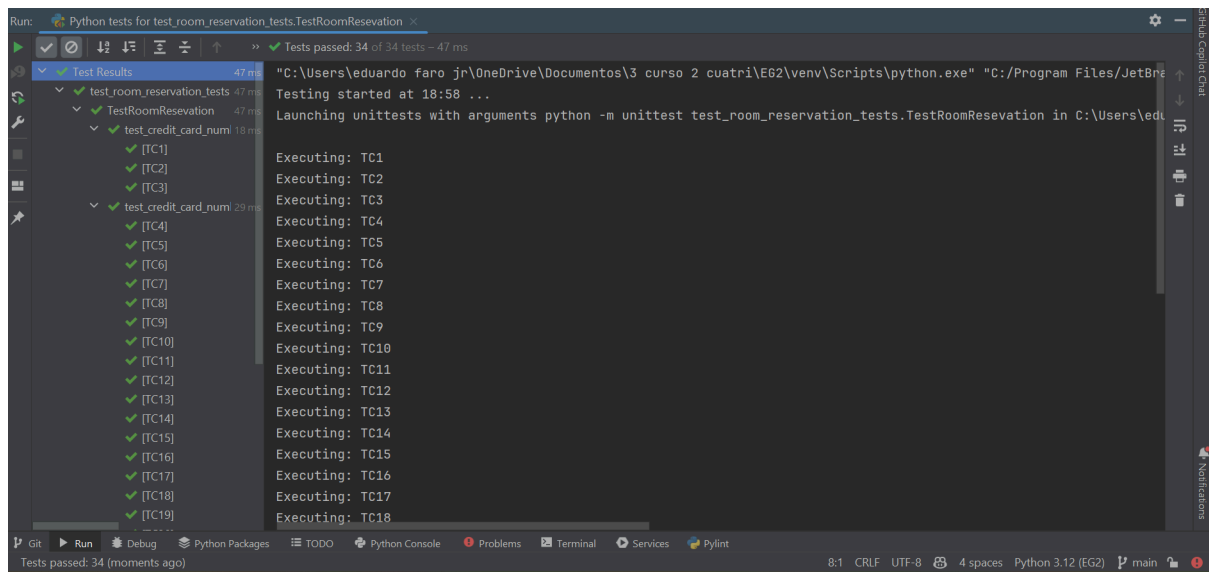 Run: Python tests for test_room_reservation_tests.TestRoomResevation ×
» Tests passed: 34 of 34 tests – 47 ms
Test Results 47 ms
test_room_reservation_tests 47 ms
TestRoomResevation 47 ms
test_credit_card_num 18 ms
[TC1]
[TC2]
[TC3]
test_credit_card_num 29 ms
[TC4]
[TC5]
[TC6]
[TC7]
[TC8]
[TC9]
[TC10]
[TC11]
[TC12]
[TC13]
[TC14]
[TC15]
[TC16]
[TC17]
[TC18]
[TC19]
"C:\Users\eduardo faro jr\OneDrive\Documentos\3 curso 2 cuatri\EG2\venv\Scripts\python.exe" "C:/Program Files/JetBra
Testing started at 18:58 ...
Launching unittests with arguments python -m unittest test_room_reservation_tests.TestRoomResevation in C:\Users\edu
Executing: TC1
Executing: TC2
Executing: TC3
Executing: TC4
Executing: TC5
Executing: TC6
Executing: TC7
Executing: TC8
Executing: TC9
Executing: TC10
Executing: TC11
Executing: TC12
Executing: TC13
Executing: TC14
Executing: TC15
Executing: TC16
Executing: TC17
Executing: TC18
GitHub Copilot Chat
Notifications
Git Run Debug Python Packages TODO Python Console Problems Terminal Services Pylint
Tests passed: 34 (moments ago) 8:1 CRLF UTF-8 4 spaces Python 3.12 (EG2) main